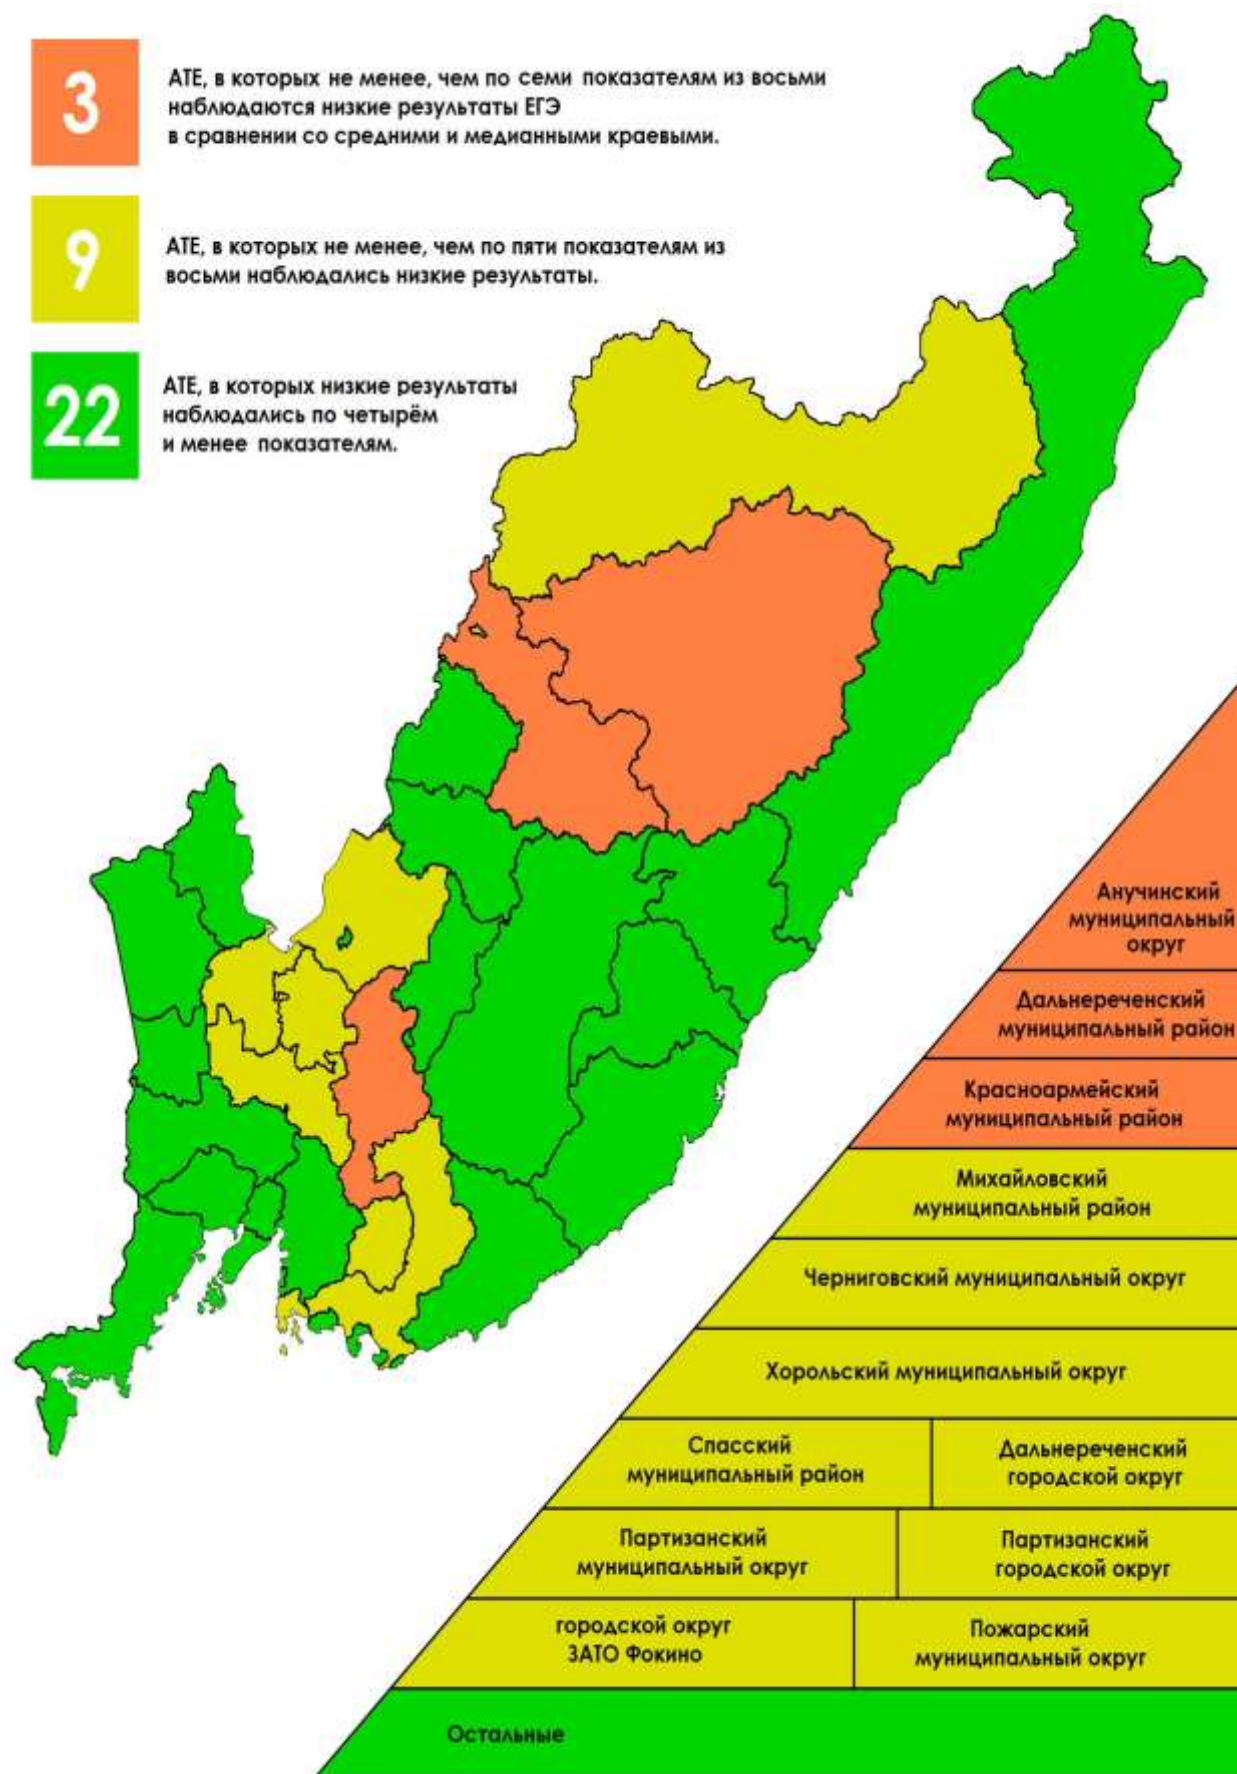 3
АТЕ, в которых не менее, чем по семи показателям из восьми
наблюдаются низкие результаты ЕГЭ
в сравнении со средними и медианными краевыми.
9
АТЕ, в которых не менее, чем по пяти показателям из
восьми наблюдались низкие результаты.
22
АТЕ, в которых низкие результаты
наблюдались по четырём
и менее показателям.
Анучинский
муниципальный
округ
Дальнереченский
муниципальный район
Красноармейский
муниципальный район
Михайловский
муниципальный район
Черниговский муниципальный округ
Хорольский муниципальный округ
Спасский
муниципальный район
Дальнереченский
городской округ
Партизанский
муниципальный округ
Партизанский
городской округ
городской округ
ЗАТО Фокино
Пожарский
муниципальный округ
Остальные